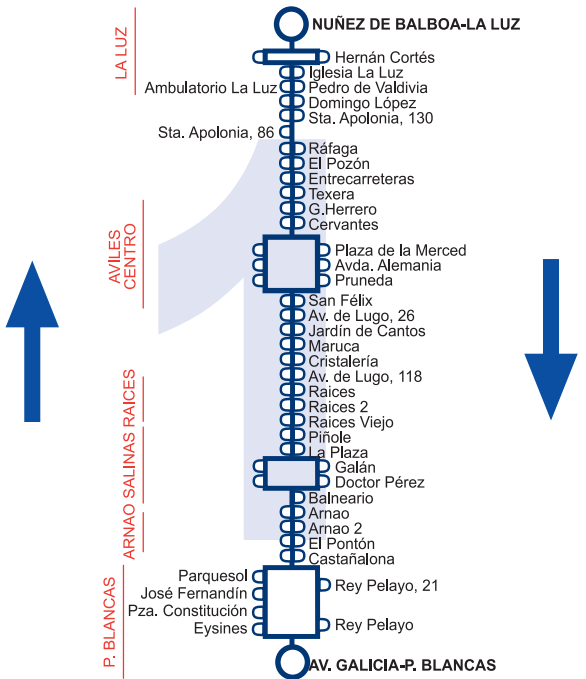 NUÑEZ DE BALBOA-LA LUZ
LA LUZ
Hernán Cortés
Iglesia La Luz
Ambulatorio La Luz
Pedro de Valdivia
Domingo López
Sta. Apolonia, 130
Sta. Apolonia, 86
Ráfaga
El Pozón
Entrecarreteras
Texera
G.Herrero
Cervantes
AVILES
CENTRO
Plaza de la Merced
Avda. Alemania
Pruneda
San Félix
Av. de Lugo, 26
Jardín de Cantos
Maruca
Cristalería
Av. de Lugo, 118
RAICES
Raices
Raices 2
Raices Viejo
Piñole
La Plaza
SALINAS
Galán
Doctor Pérez
Balneario
ARNAO
Arnao
Arnao 2
El Pontón
Castañalona
P. BLANCAS
Parquesol
Rey Pelayo, 21
José Fernandín
Pza. Constitución
Eysines
Rey Pelayo
AV. GALICIA-P. BLANCAS
1